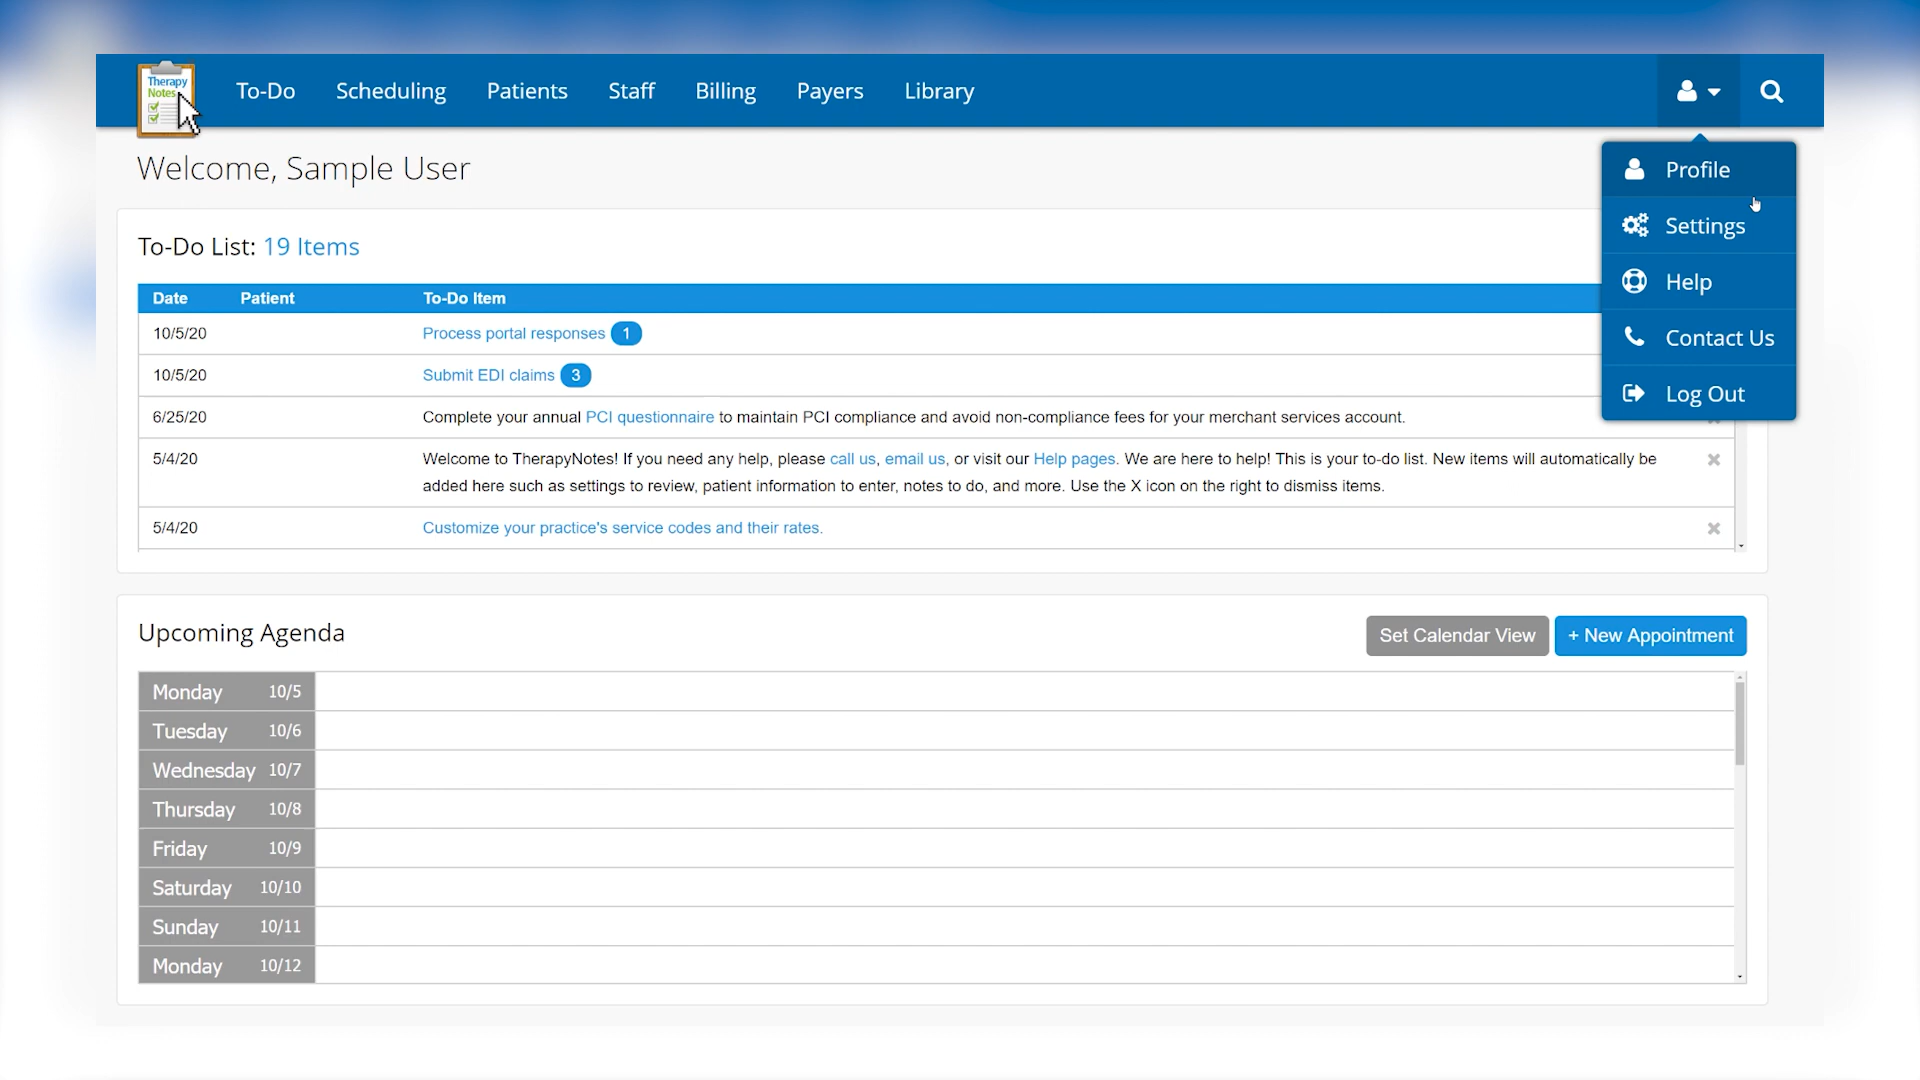 Therapy
Notes
To-Do
Scheduling
Patients
Staff
Billing
Payers
Library
Welcome, Sample User
Profile
Settings
Help
Contact Us
Log Out
To-Do List: 19 Items
Date Patient To-Do Item
10/5/20 Process portal responses 1
10/5/20 Submit EDI claims 3
6/25/20 Complete your annual PCI questionnaire to maintain PCI compliance and avoid non-compliance fees for your merchant services account.
5/4/20 Welcome to TherapyNotes! If you need any help, please call us, email us, or visit our Help pages. We are here to help! This is your to-do list. New items will automatically be
added here such as settings to review, patient information to enter, notes to do, and more. Use the X icon on the right to dismiss items.
5/4/20 Customize your practice's service codes and their rates.
Upcoming Agenda
Set Calendar View
+ New Appointment
Monday 10/5
Tuesday 10/6
Wednesday 10/7
Thursday 10/8
Friday 10/9
Saturday 10/10
Sunday 10/11
Monday 10/12